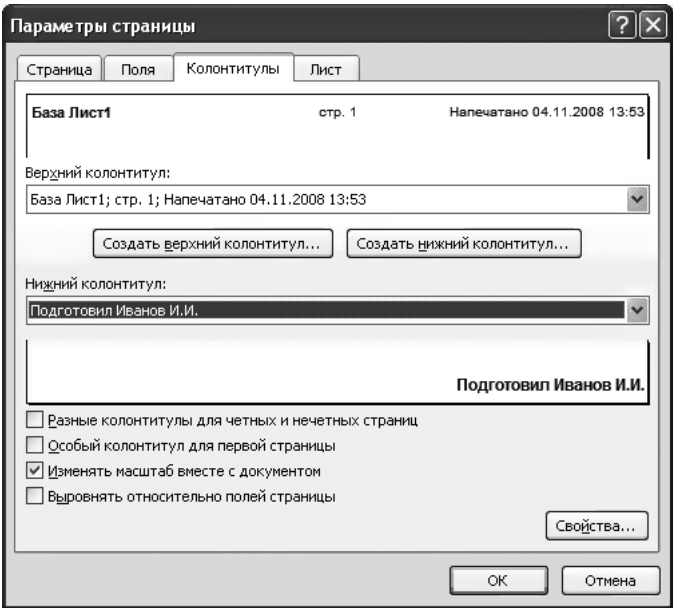 Параметры страницы
Страница Поля Колонтитулы Лист
База Лист1 стр. 1 Напечатано 04.11.2008 13:53
Верхний колонтитул:
База Лист1; стр. 1; Напечатано 04.11.2008 13:53
Создать верхний колонтитул... Создать нижний колонтитул...
Нижний колонтитул:
Подготовил Иванов И.И.
Подготовил Иванов И.И.
Разные колонтитулы для четных и нечетных страниц
Особый колонтитул для первой страницы
Изменять масштаб вместе с документом
Выровнять относительно полей страницы
Свойства...
ОК Отмена